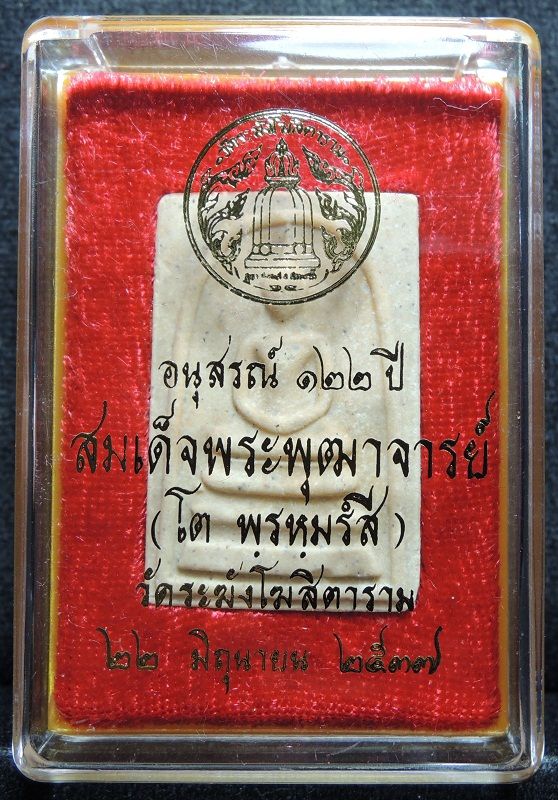 อนุสรณ์ ๑๒๒ ปี
สมเด็จพระพุฒาจารย์
(โต พฺรหฺมรํสี)
วัดระฆังโฆสิตาราม
๒๒ มิถุนายน ๒๕๓๗